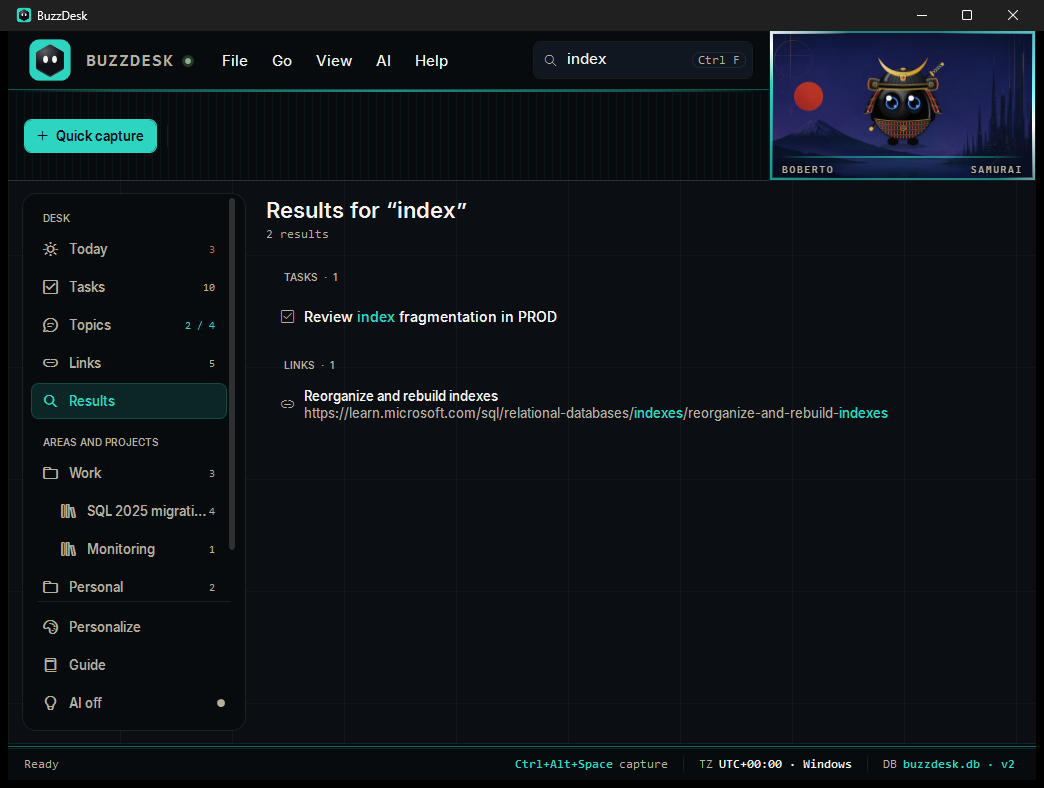 BuzzDesk
BUZZDESK File Go View AI Help
index Ctrl F
+ Quick capture
BOBERTO SAMURAI
DESK
Today 3
Tasks 10
Topics 2 / 4
Links 5
Results
AREAS AND PROJECTS
Work 3
SQL 2025 migrati... 4
Monitoring 1
Personal 2
Personalize
Guide
AI off
Results for “index”
2 results
TASKS · 1
Review index fragmentation in PROD
LINKS · 1
Reorganize and rebuild indexes
https://learn.microsoft.com/sql/relational-databases/indexes/reorganize-and-rebuild-indexes
Ready Ctrl+Alt+Space capture TZ UTC+00:00 · Windows DB buzzdesk.db · v2